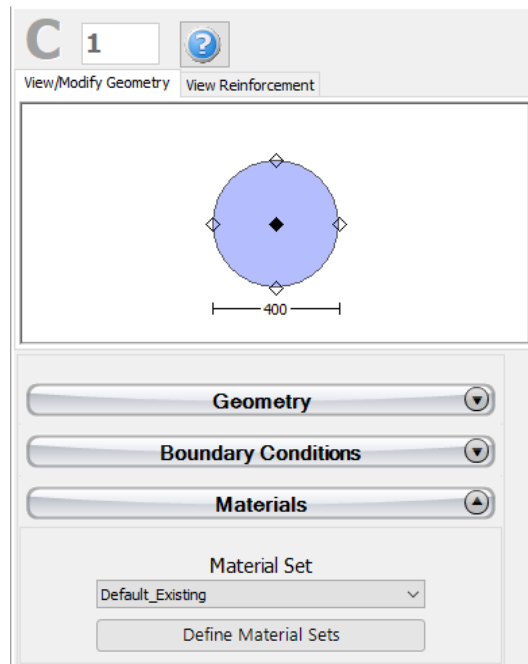 C 1
View/Modify Geometry View Reinforcement
400
Geometry
Boundary Conditions
Materials
Material Set
Default_Existing
Define Material Sets